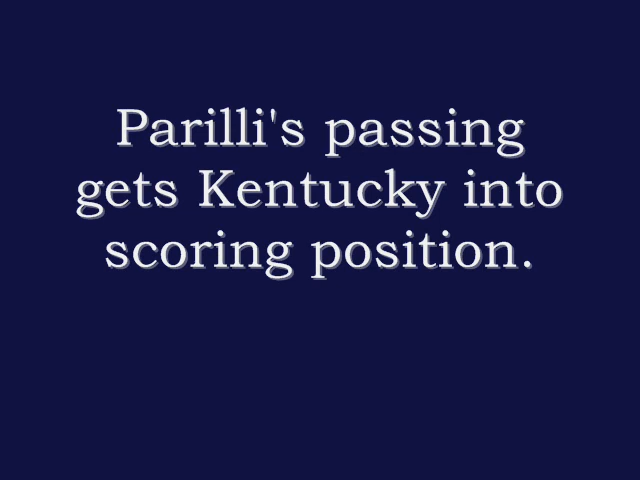 Parilli's passing
gets Kentucky into
scoring position.